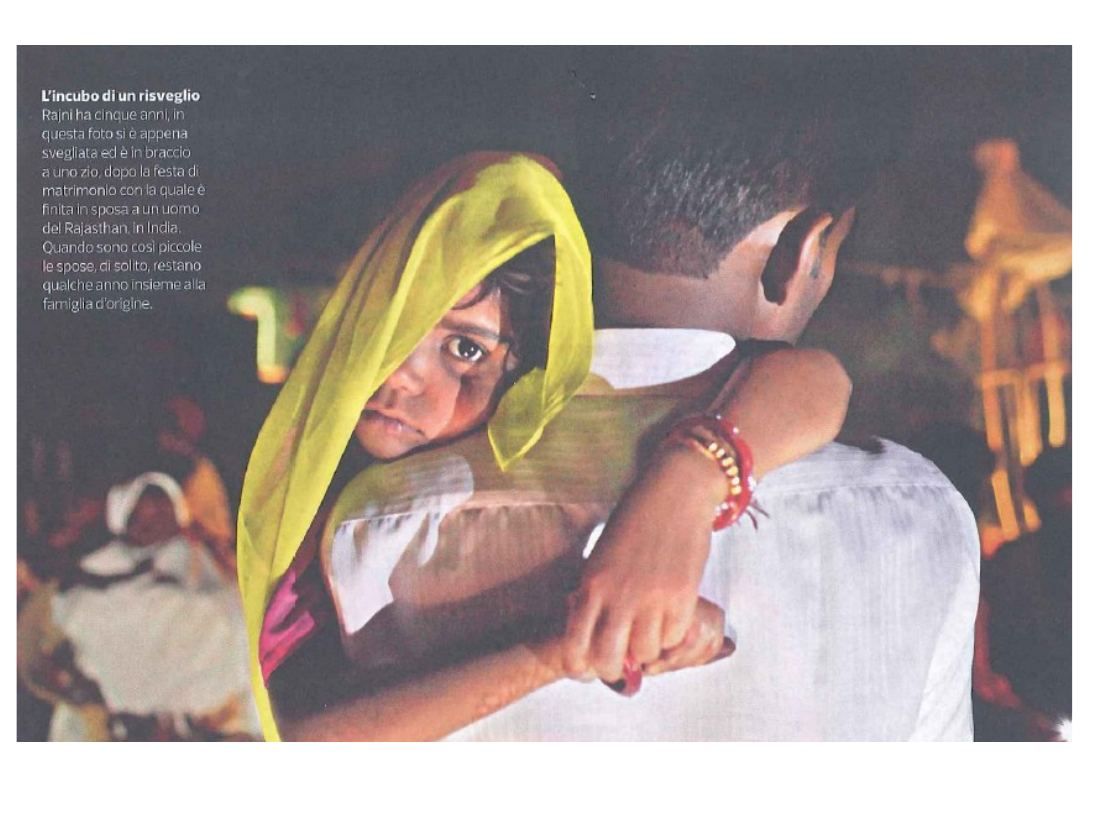 L'incubo di un risveglio
Rajni ha cinque anni, in
questa foto si è appena
svegliata ed è in braccio
a uno zio, dopo la festa di
matrimonio con la quale è
finita in sposa a un uomo
del Rajasthan, in India.
Quando sono così piccole
le spose, di solito, restano
qualche anno insieme alla
famiglia d'origine.